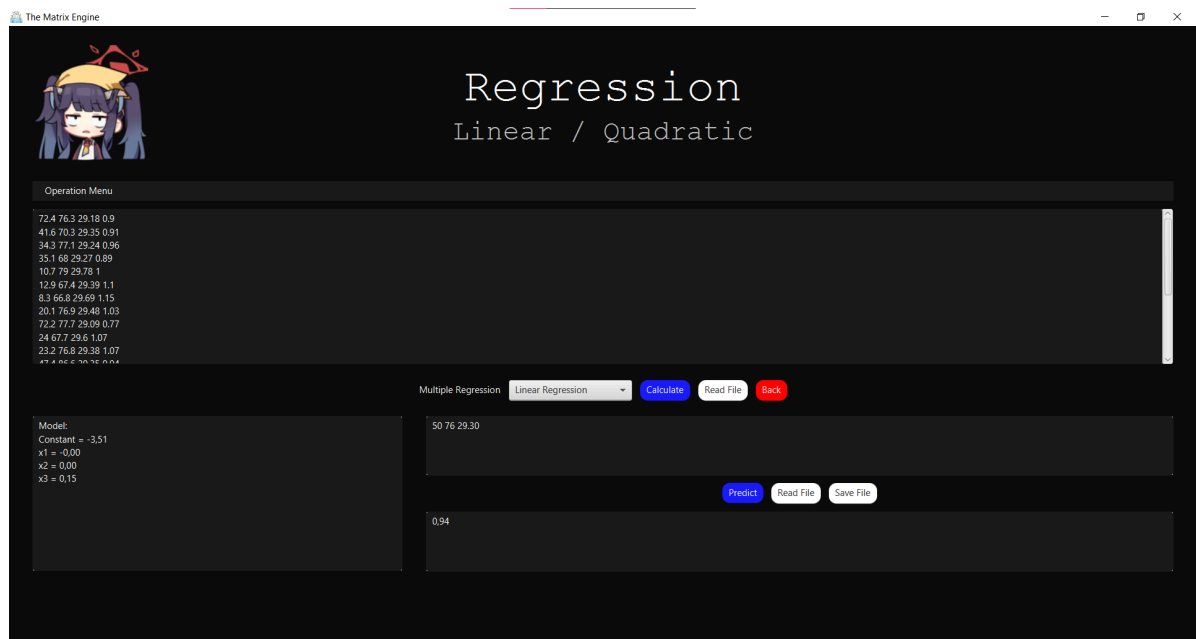 The Matrix Engine
Regression
Linear / Quadratic
Operation Menu
72.4 76.3 29.18 0.9
41.6 70.3 29.35 0.91
34.3 77.1 29.24 0.96
35.1 68 29.27 0.89
10.7 79 29.78 1
12.9 67.4 29.39 1.1
8.3 66.8 29.69 1.15
20.1 76.9 29.48 1.03
72.2 77.7 29.09 0.77
24 67.7 29.6 1.07
23.2 76.8 29.38 1.07
Multiple Regression Linear Regression Calculate Read File Back
Model:
Constant = -3,51
x1 = -0,00
x2 = 0,00
x3 = 0,15
50 76 29.30
Predict Read File Save File
0,94